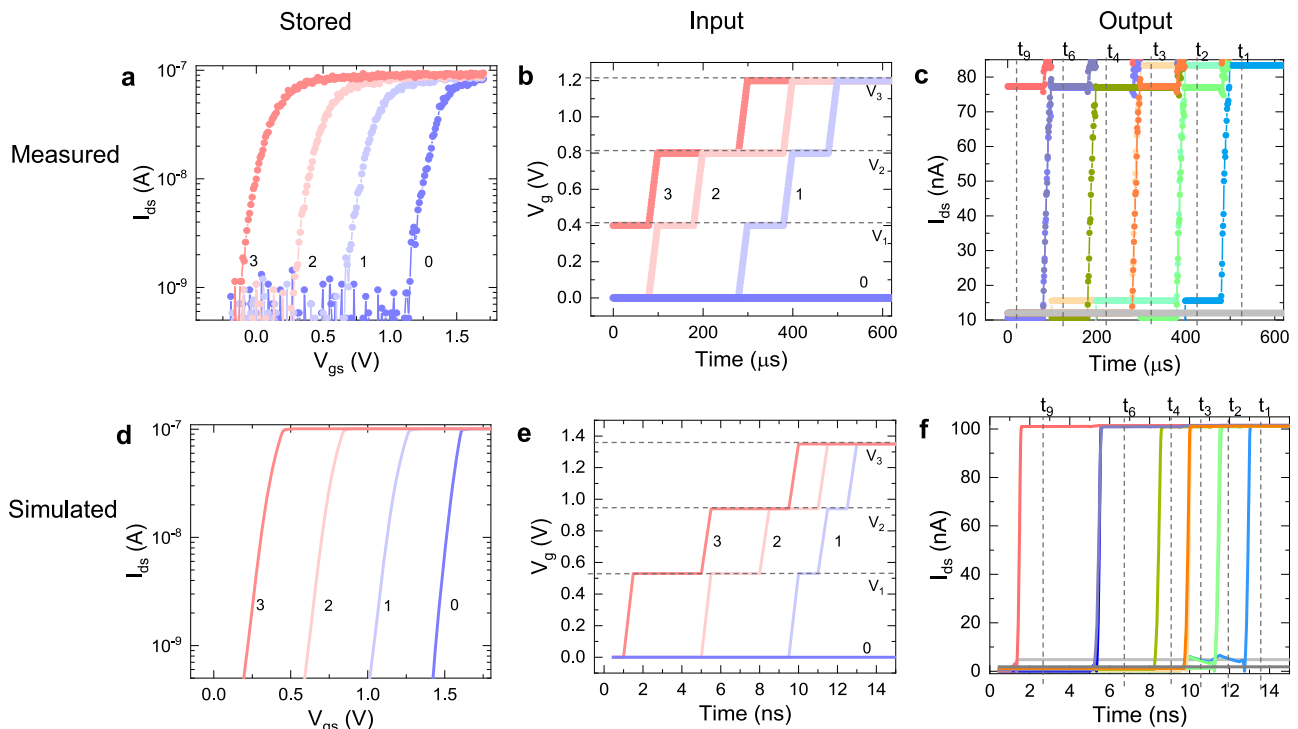 Stored
Input
Output
Measured
a
10⁻⁷
10⁻⁸
10⁻⁹
I_ds (A)
3
2
1
0
0.0 0.5 1.0 1.5
V_gs (V)
b
1.2
1.0
0.8
0.6
0.4
0.2
0.0
V_g (V)
V_3
V_2
V_1
3
2
1
0
0 200 400 600
Time (μs)
c
t_9 t_6 t_4 t_3 t_2 t_1
80
70
60
50
40
30
20
10
I_ds (nA)
0 200 400 600
Time (μs)
Simulated
d
10⁻⁷
10⁻⁸
10⁻⁹
I_ds (A)
3
2
1
0
0.0 0.5 1.0 1.5
V_gs (V)
e
1.4
1.2
1.0
0.8
0.6
0.4
0.2
0.0
V_g (V)
V_3
V_2
V_1
3
2
1
0
0 2 4 6 8 10 12 14
Time (ns)
f
t_9 t_6 t_4 t_3 t_2 t_1
100
80
60
40
20
0
I_ds (nA)
0 2 4 6 8 10 12 14
Time (ns)